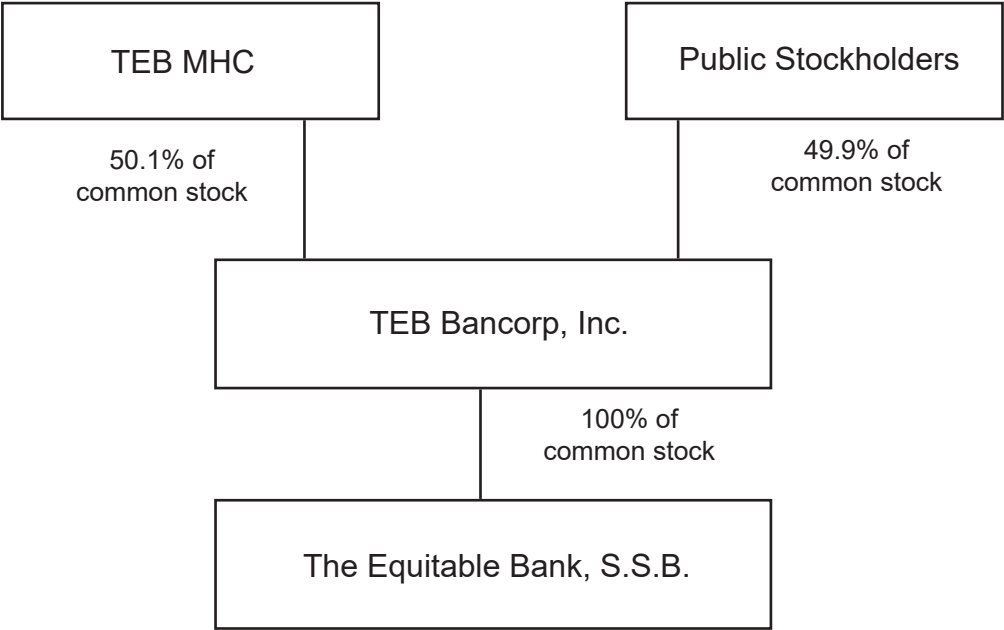 TEB MHC
Public Stockholders
50.1% of
common stock
49.9% of
common stock
TEB Bancorp, Inc.
100% of
common stock
The Equitable Bank, S.S.B.